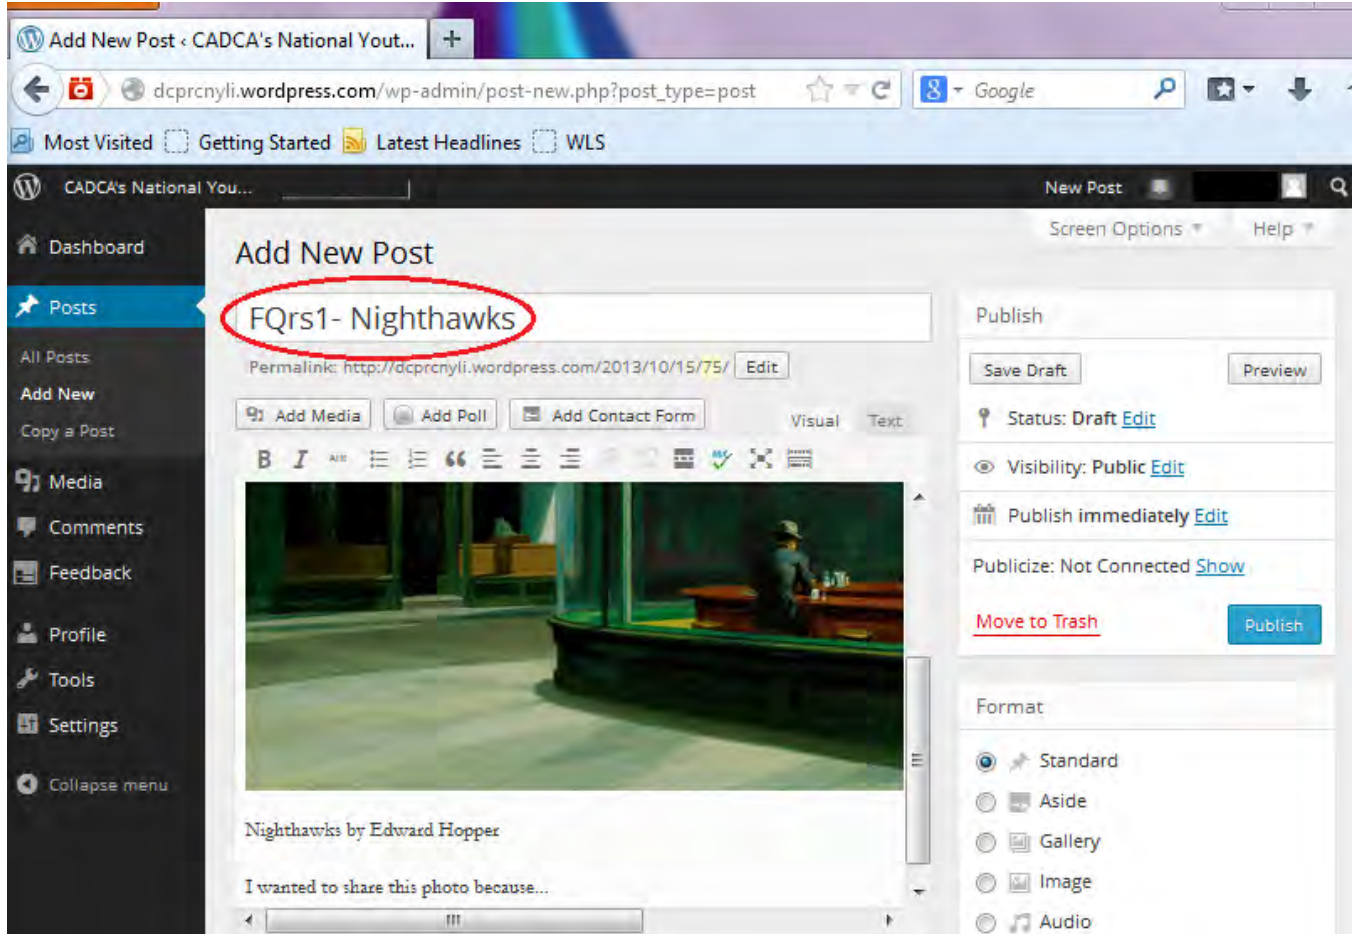 Add New Post ‹ CADCA's National Yout...
dcprcnyli.wordpress.com/wp-admin/post-new.php?post_type=post
Google
Most Visited Getting Started Latest Headlines WLS
CADCA's National You... New Post
Screen Options Help
Dashboard
Posts
All Posts
Add New
Copy a Post
Media
Comments
Feedback
Profile
Tools
Settings
Collapse menu
Add New Post
FQrs1- Nighthawks
Permalink: http://dcprcnyli.wordpress.com/2013/10/15/75/ Edit
Add Media Add Poll Add Contact Form Visual Text
B I ABC
Nighthawks by Edward Hopper
I wanted to share this photo because...
Publish
Save Draft Preview
Status: Draft Edit
Visibility: Public Edit
Publish immediately Edit
Publicize: Not Connected Show
Move to Trash Publish
Format
Standard
Aside
Gallery
Image
Audio